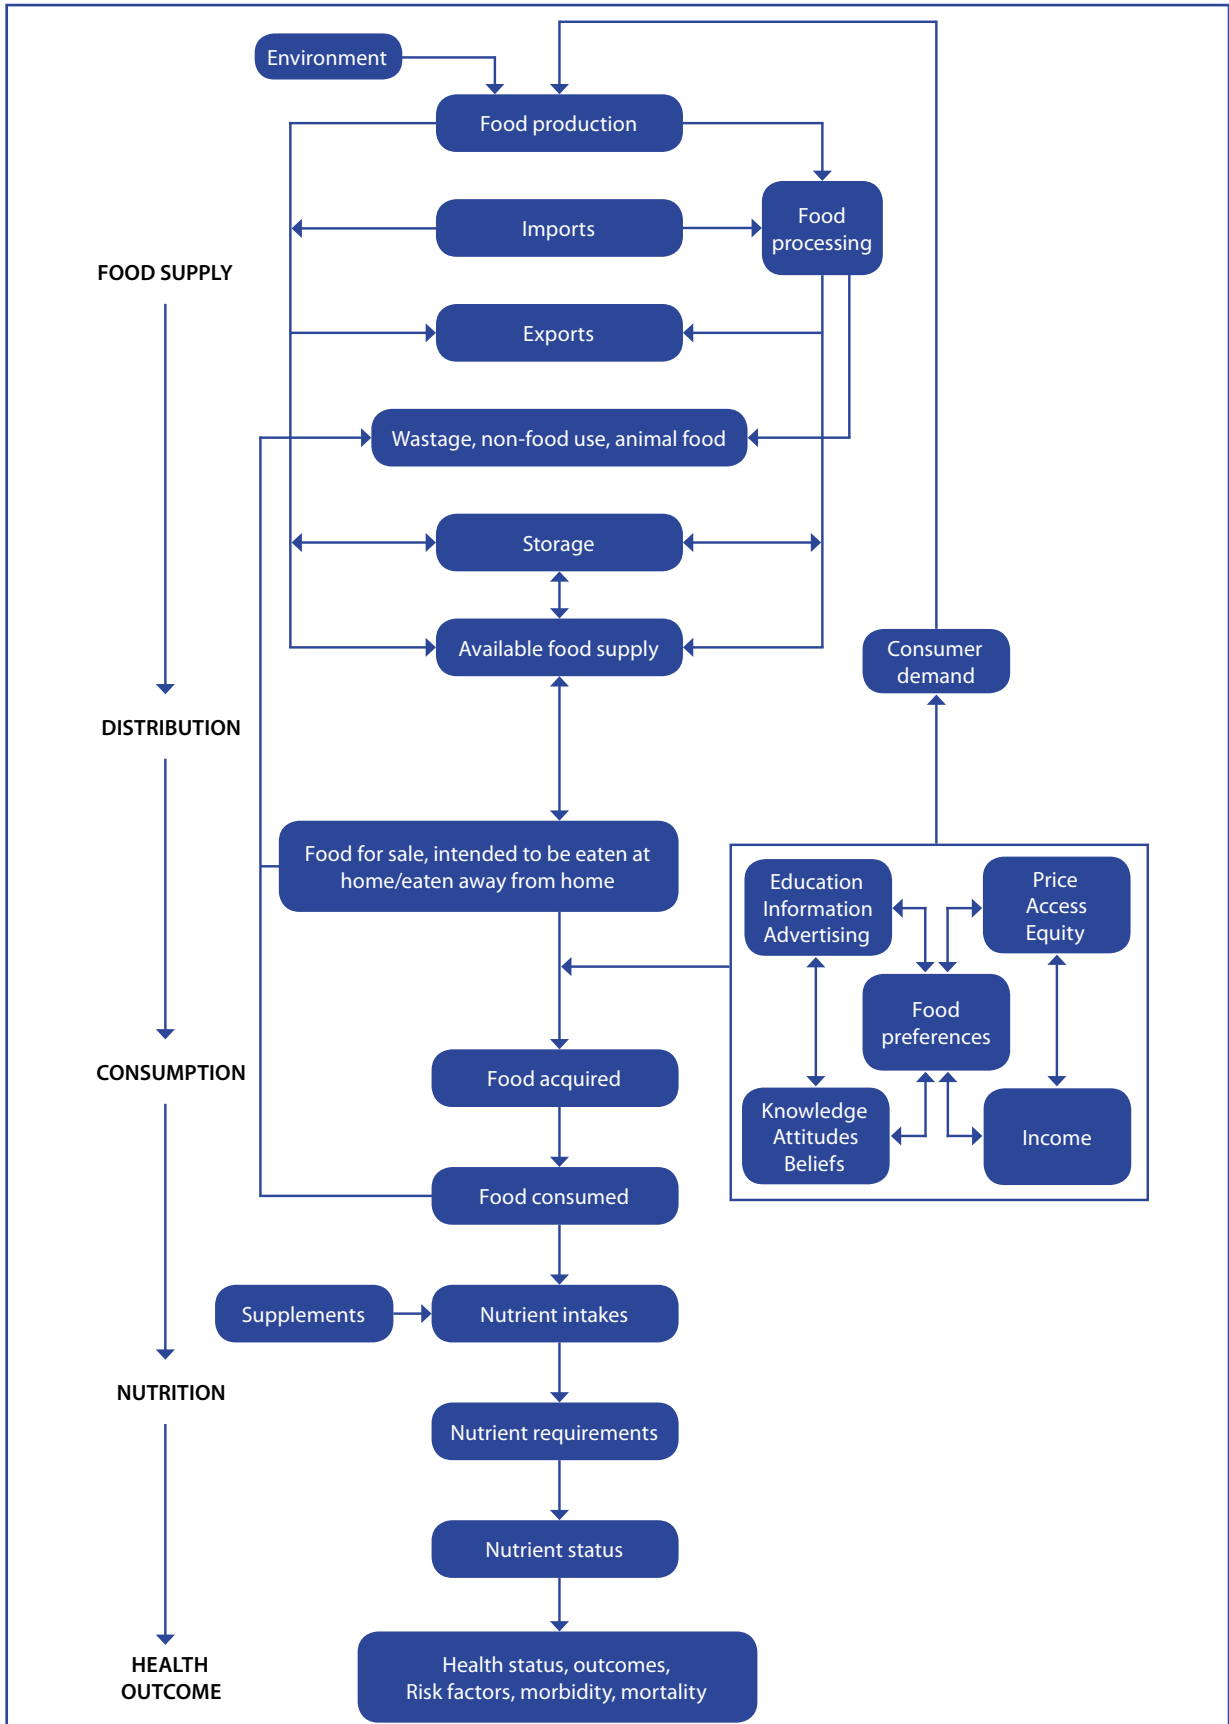 Environment
Food production
Imports
Food
processing
FOOD SUPPLY
Exports
Wastage, non-food use, animal food
Storage
Available food supply
Consumer
demand
DISTRIBUTION
Food for sale, intended to be eaten at
home/eaten away from home
Education
Information
Advertising
Price
Access
Equity
Food
preferences
CONSUMPTION
Food acquired
Knowledge
Attitudes
Beliefs
Income
Food consumed
Supplements
Nutrient intakes
NUTRITION
Nutrient requirements
Nutrient status
HEALTH
OUTCOME
Health status, outcomes,
Risk factors, morbidity, mortality